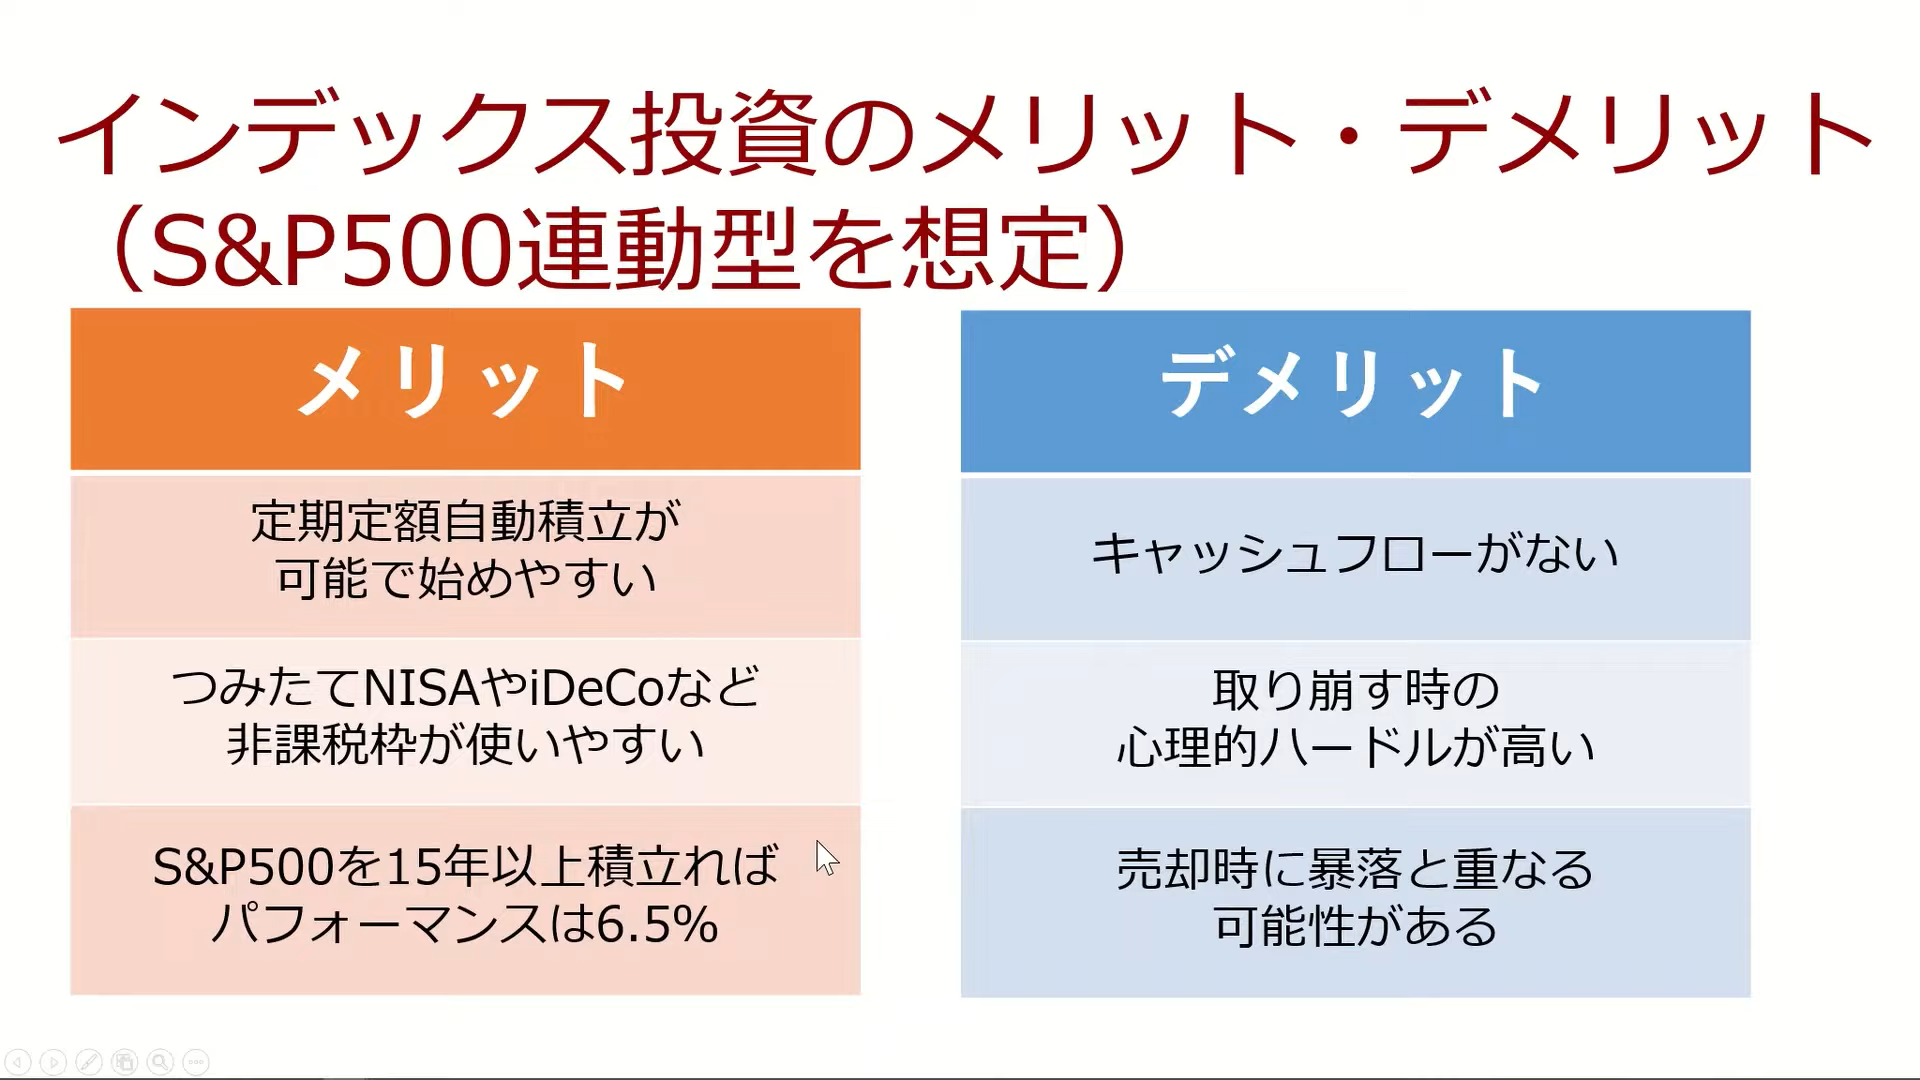 インデックス投資のメリット・デメリット
（S&P500連動型を想定）
メリット
定期定額自動積立が
可能で始めやすい
つみたてNISAやiDeCoなど
非課税枠が使いやすい
S&P500を15年以上積立れば
パフォーマンスは6.5%
デメリット
キャッシュフローがない
取り崩す時の
心理的ハードルが高い
売却時に暴落と重なる
可能性がある